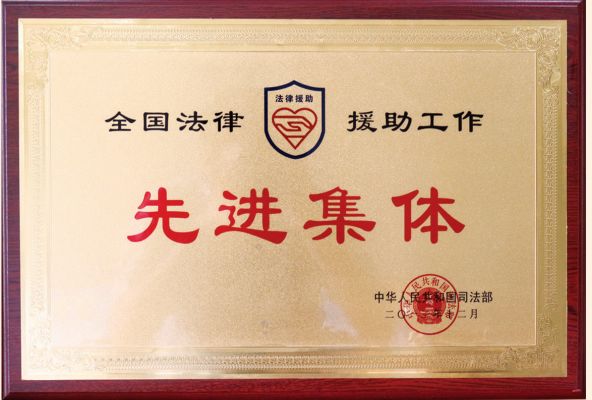 法律援助
全国法律 援助工作
先进集体
中华人民共和国司法部